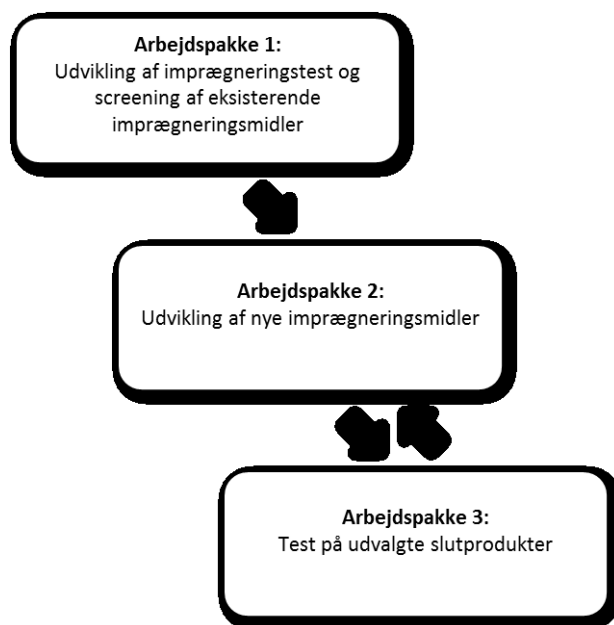 Arbejdspakke 1:
Udvikling af imprægneringstest og
screening af eksisterende
imprægneringsmidler
Arbejdspakke 2:
Udvikling af nye imprægneringsmidler
Arbejdspakke 3:
Test på udvalgte slutprodukter